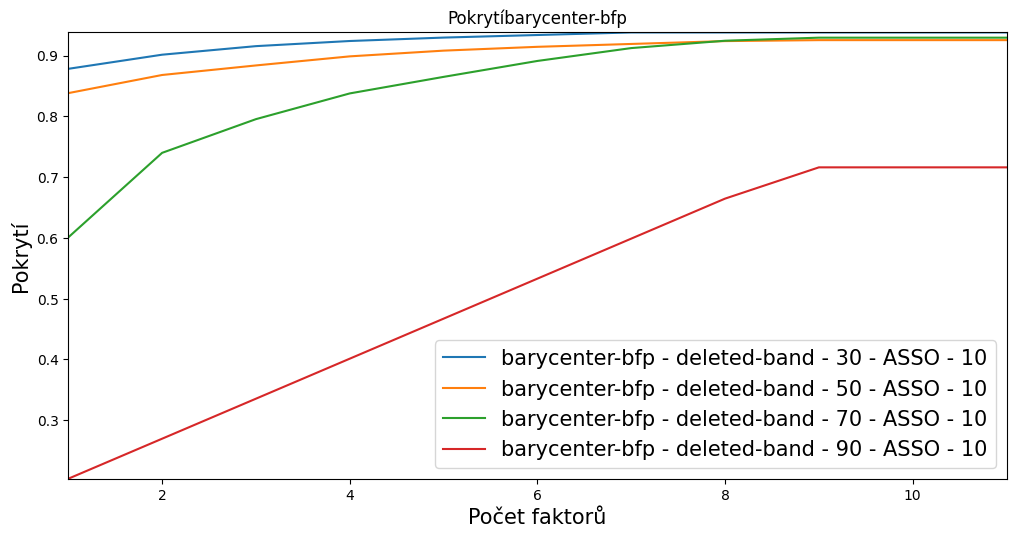 Pokrytíbarycenter-bfp
Pokrytí
0.9
0.8
0.7
0.6
0.5
0.4
0.3
barycenter-bfp - deleted-band - 30 - ASSO - 10
barycenter-bfp - deleted-band - 50 - ASSO - 10
barycenter-bfp - deleted-band - 70 - ASSO - 10
barycenter-bfp - deleted-band - 90 - ASSO - 10
2 4 6 8 10
Počet faktorů